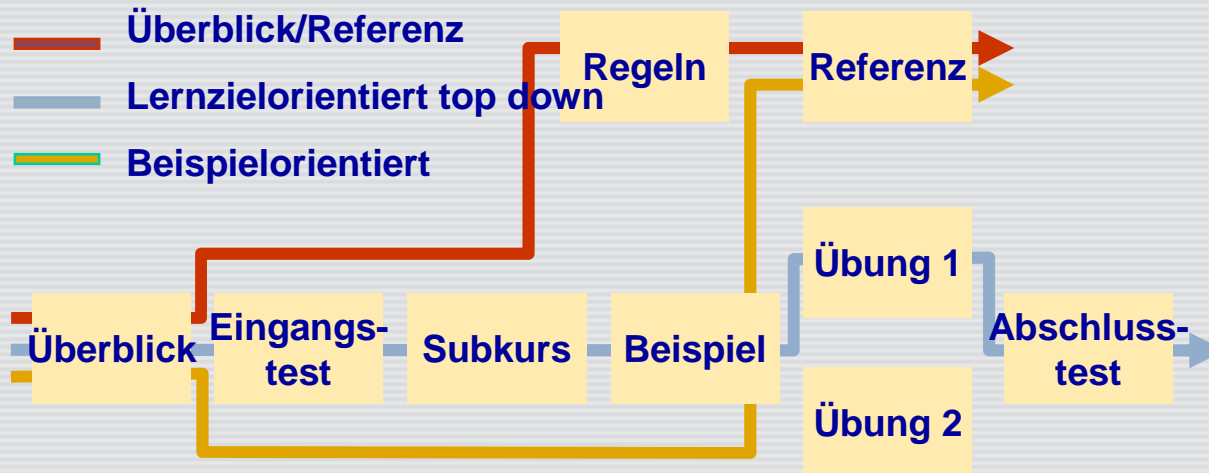 Überblick/Referenz
Lernzielorientiert top down
Beispielorientiert
Regeln
Referenz
Übung 1
Überblick
Eingangs-
test
Subkurs
Beispiel
Abschluss-
test
Übung 2